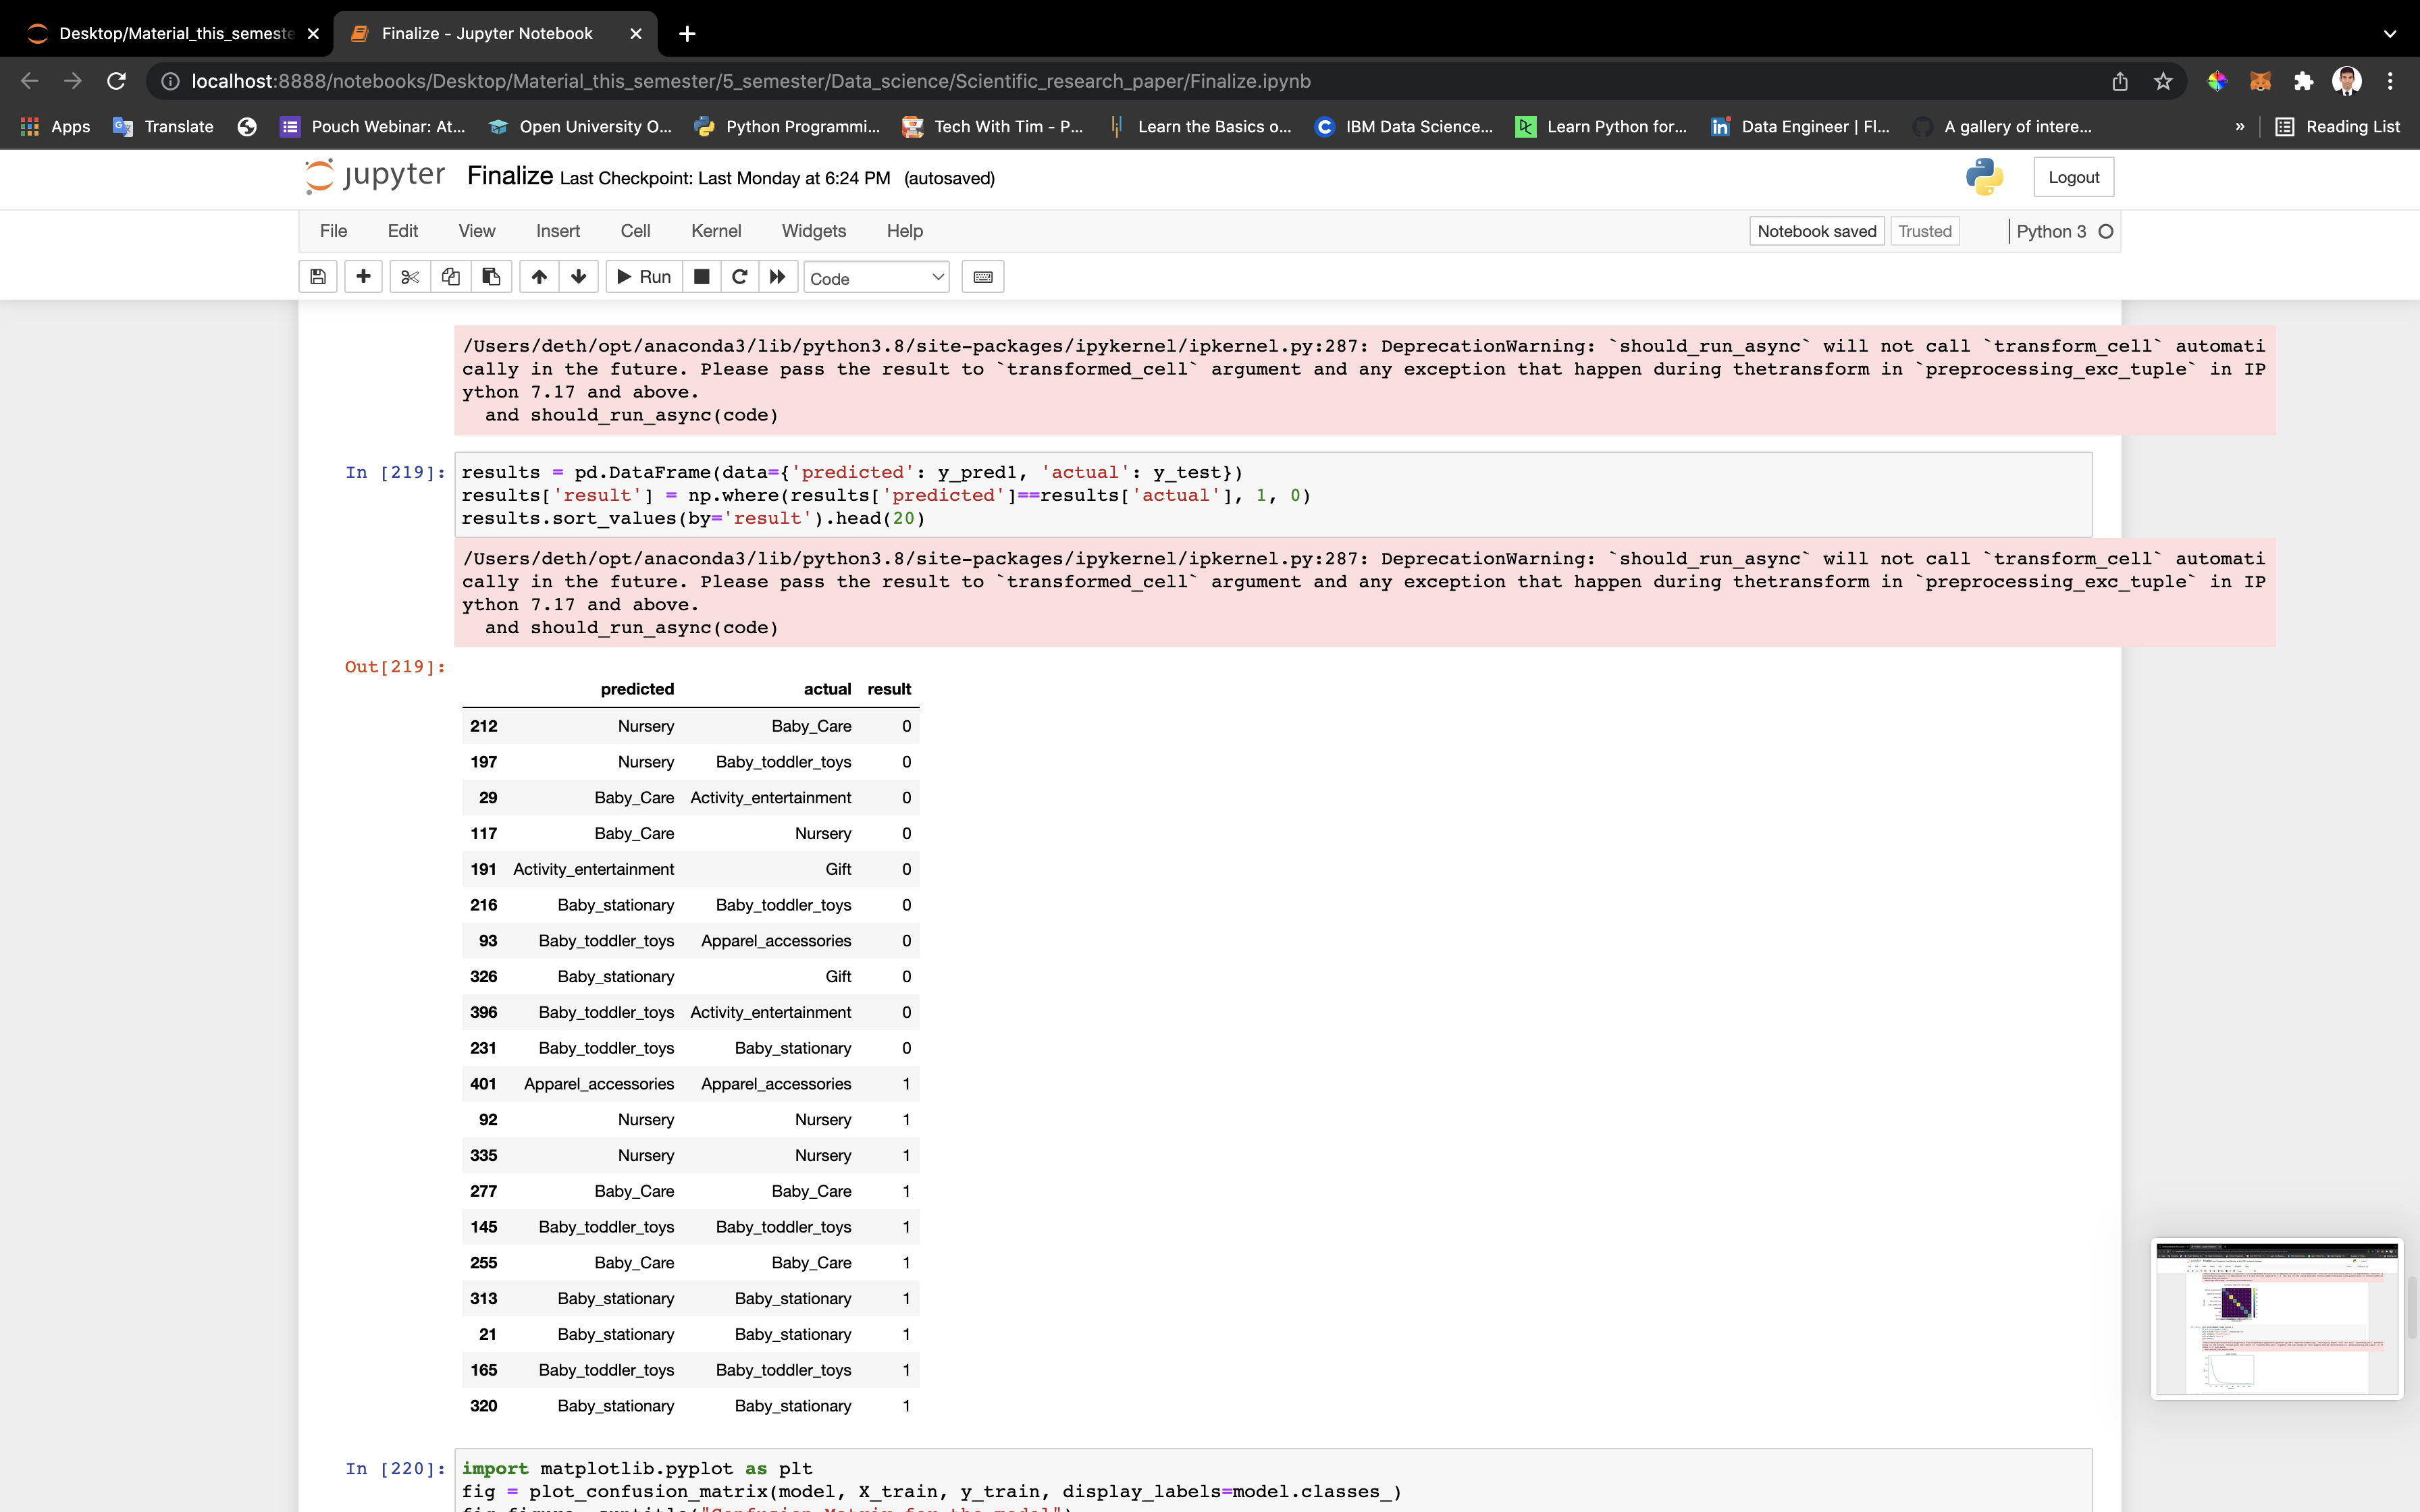 Desktop/Material_this_semeste
Finalize - Jupyter Notebook
localhost:8888/notebooks/Desktop/Material_this_semester/5_semester/Data_science/Scientific_research_paper/Finalize.ipynb
Apps Translate Pouch Webinar: At... Open University O... Python Programmi... Tech With Tim - P... Learn the Basics o... IBM Data Science... Learn Python for... Data Engineer | Fl... A gallery of intere... » Reading List
jupyter Finalize Last Checkpoint: Last Monday at 6:24 PM (autosaved) Logout
File Edit View Insert Cell Kernel Widgets Help Notebook saved Trusted Python 3
Run Code
/Users/deth/opt/anaconda3/lib/python3.8/site-packages/ipykernel/ipkernel.py:287: DeprecationWarning: `should_run_async` will not call `transform_cell` automati
cally in the future. Please pass the result to `transformed_cell` argument and any exception that happen during thetransform in `preprocessing_exc_tuple` in IP
ython 7.17 and above.
and should_run_async(code)
In [219]: results = pd.DataFrame(data={'predicted': y_pred1, 'actual': y_test})
results['result'] = np.where(results['predicted']==results['actual'], 1, 0)
results.sort_values(by='result').head(20)
/Users/deth/opt/anaconda3/lib/python3.8/site-packages/ipykernel/ipkernel.py:287: DeprecationWarning: `should_run_async` will not call `transform_cell` automati
cally in the future. Please pass the result to `transformed_cell` argument and any exception that happen during thetransform in `preprocessing_exc_tuple` in IP
ython 7.17 and above.
and should_run_async(code)
Out[219]:
predicted actual result
212 Nursery Baby_Care 0
197 Nursery Baby_toddler_toys 0
29 Baby_Care Activity_entertainment 0
117 Baby_Care Nursery 0
191 Activity_entertainment Gift 0
216 Baby_stationary Baby_toddler_toys 0
93 Baby_toddler_toys Apparel_accessories 0
326 Baby_stationary Gift 0
396 Baby_toddler_toys Activity_entertainment 0
231 Baby_toddler_toys Baby_stationary 0
401 Apparel_accessories Apparel_accessories 1
92 Nursery Nursery 1
335 Nursery Nursery 1
277 Baby_Care Baby_Care 1
145 Baby_toddler_toys Baby_toddler_toys 1
255 Baby_Care Baby_Care 1
313 Baby_stationary Baby_stationary 1
21 Baby_stationary Baby_stationary 1
165 Baby_toddler_toys Baby_toddler_toys 1
320 Baby_stationary Baby_stationary 1
In [220]: import matplotlib.pyplot as plt
fig = plot_confusion_matrix(model, X_train, y_train, display_labels=model.classes_)